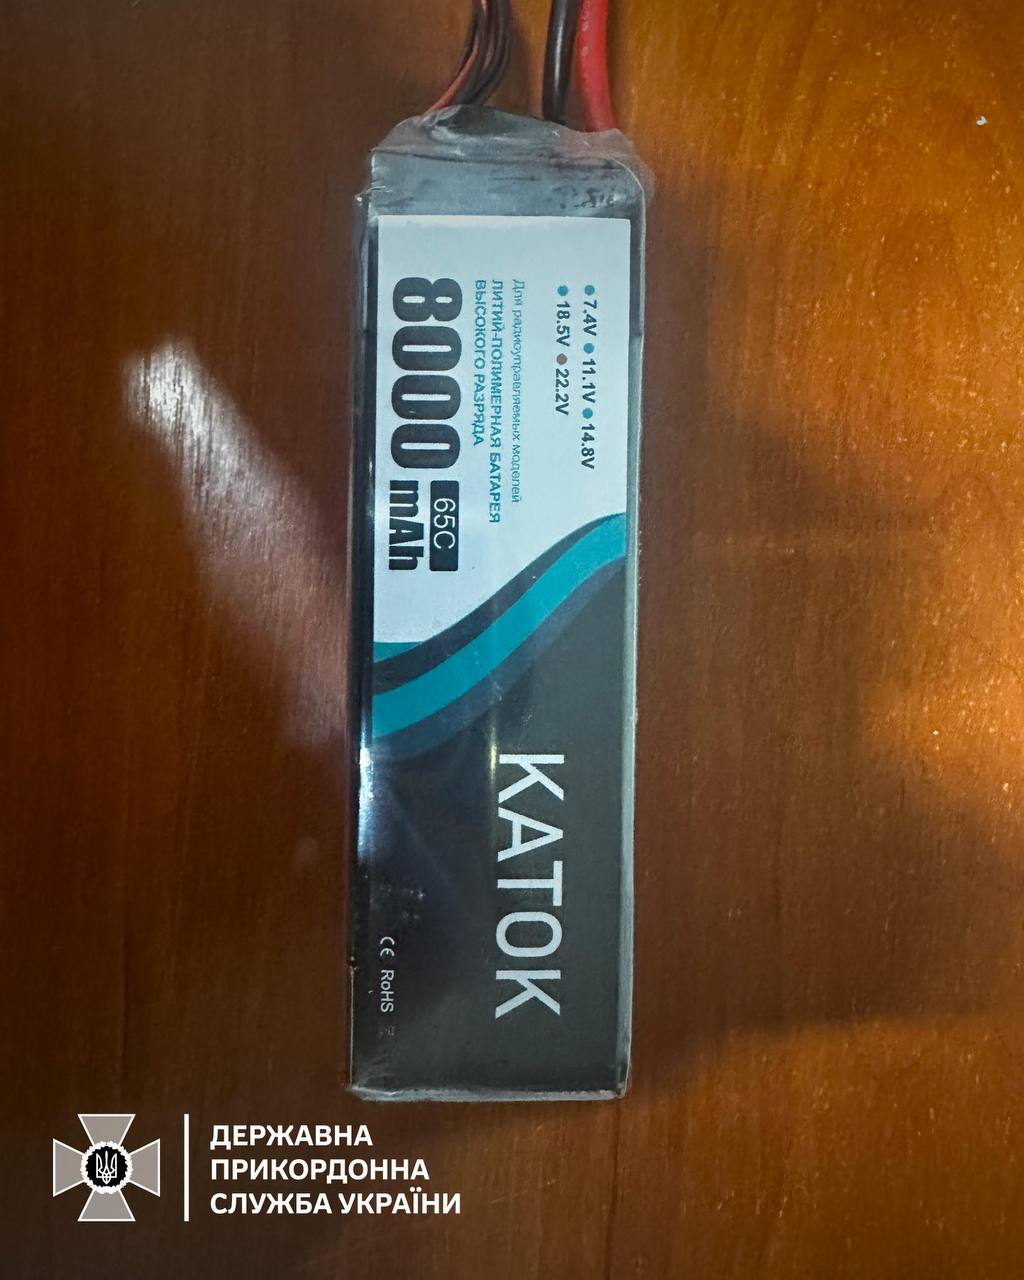 7.4V 11.1V 14.8V
18.5V 22.2V
Для радиоуправляемых моделей
ЛИТИЙ-ПОЛИМЕРНАЯ БАТАРЕЯ
ВЫСОКОГО РАЗРЯДА
65C
8000 mAh
КАТОК
CE RoHS
ДЕРЖАВНА
ПРИКОРДОННА
СЛУЖБА УКРАЇНИ